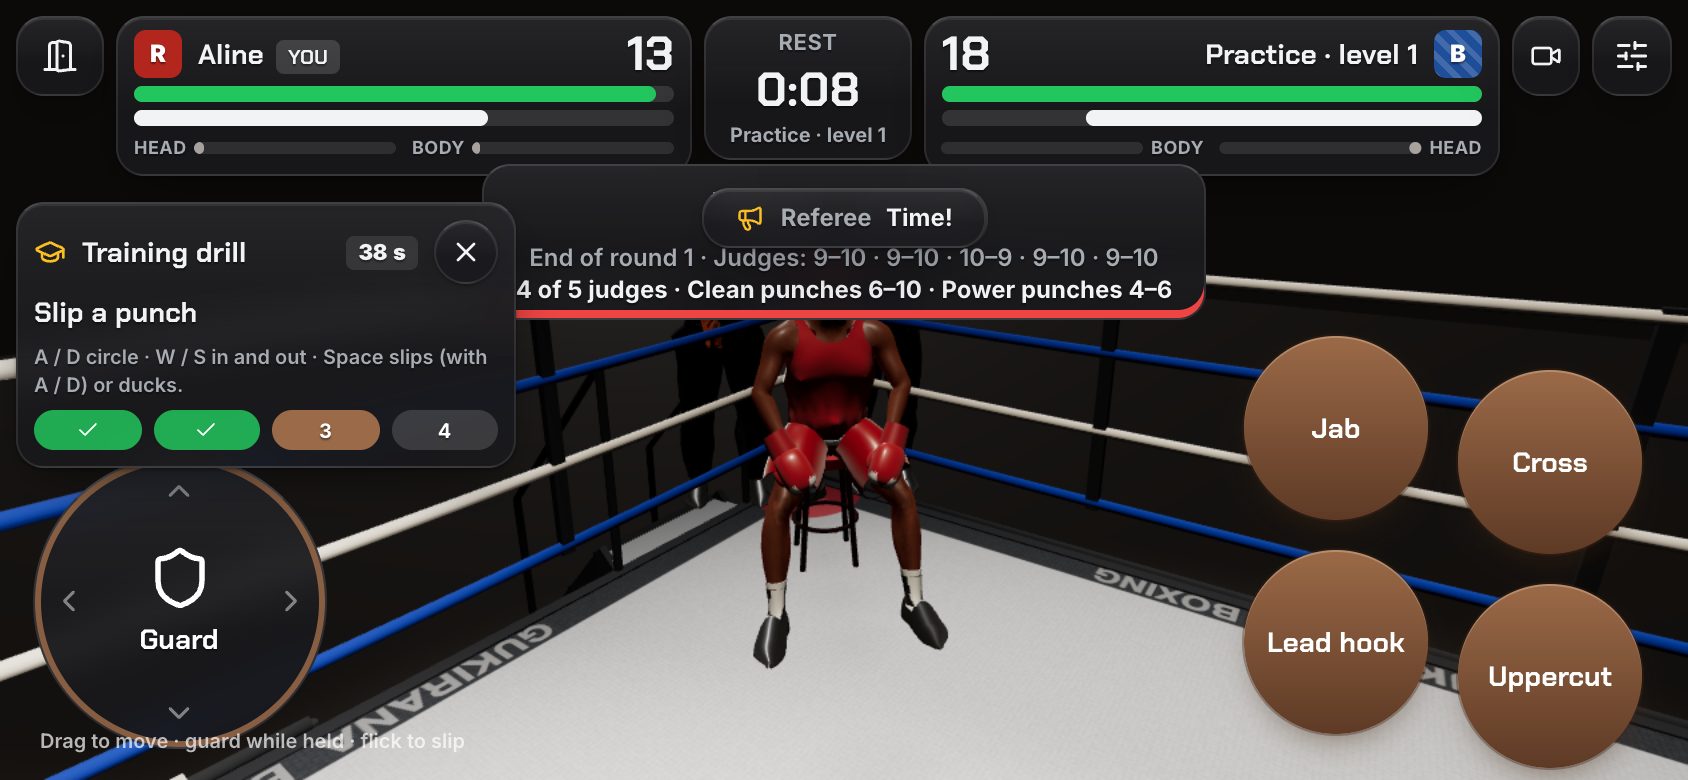 R Aline YOU 13
HEAD BODY
REST
0:08
Practice · level 1
18 Practice · level 1 B
BODY HEAD
Referee Time!
End of round 1 · Judges: 9–10 · 9–10 · 10–9 · 9–10 · 9–10
4 of 5 judges · Clean punches 6–10 · Power punches 4–6
Training drill 38 s
Slip a punch
A / D circle · W / S in and out · Space slips (with
A / D) or ducks.
3 4
Guard
Drag to move · guard while held · flick to slip
Jab
Cross
Lead hook
Uppercut
BOXING